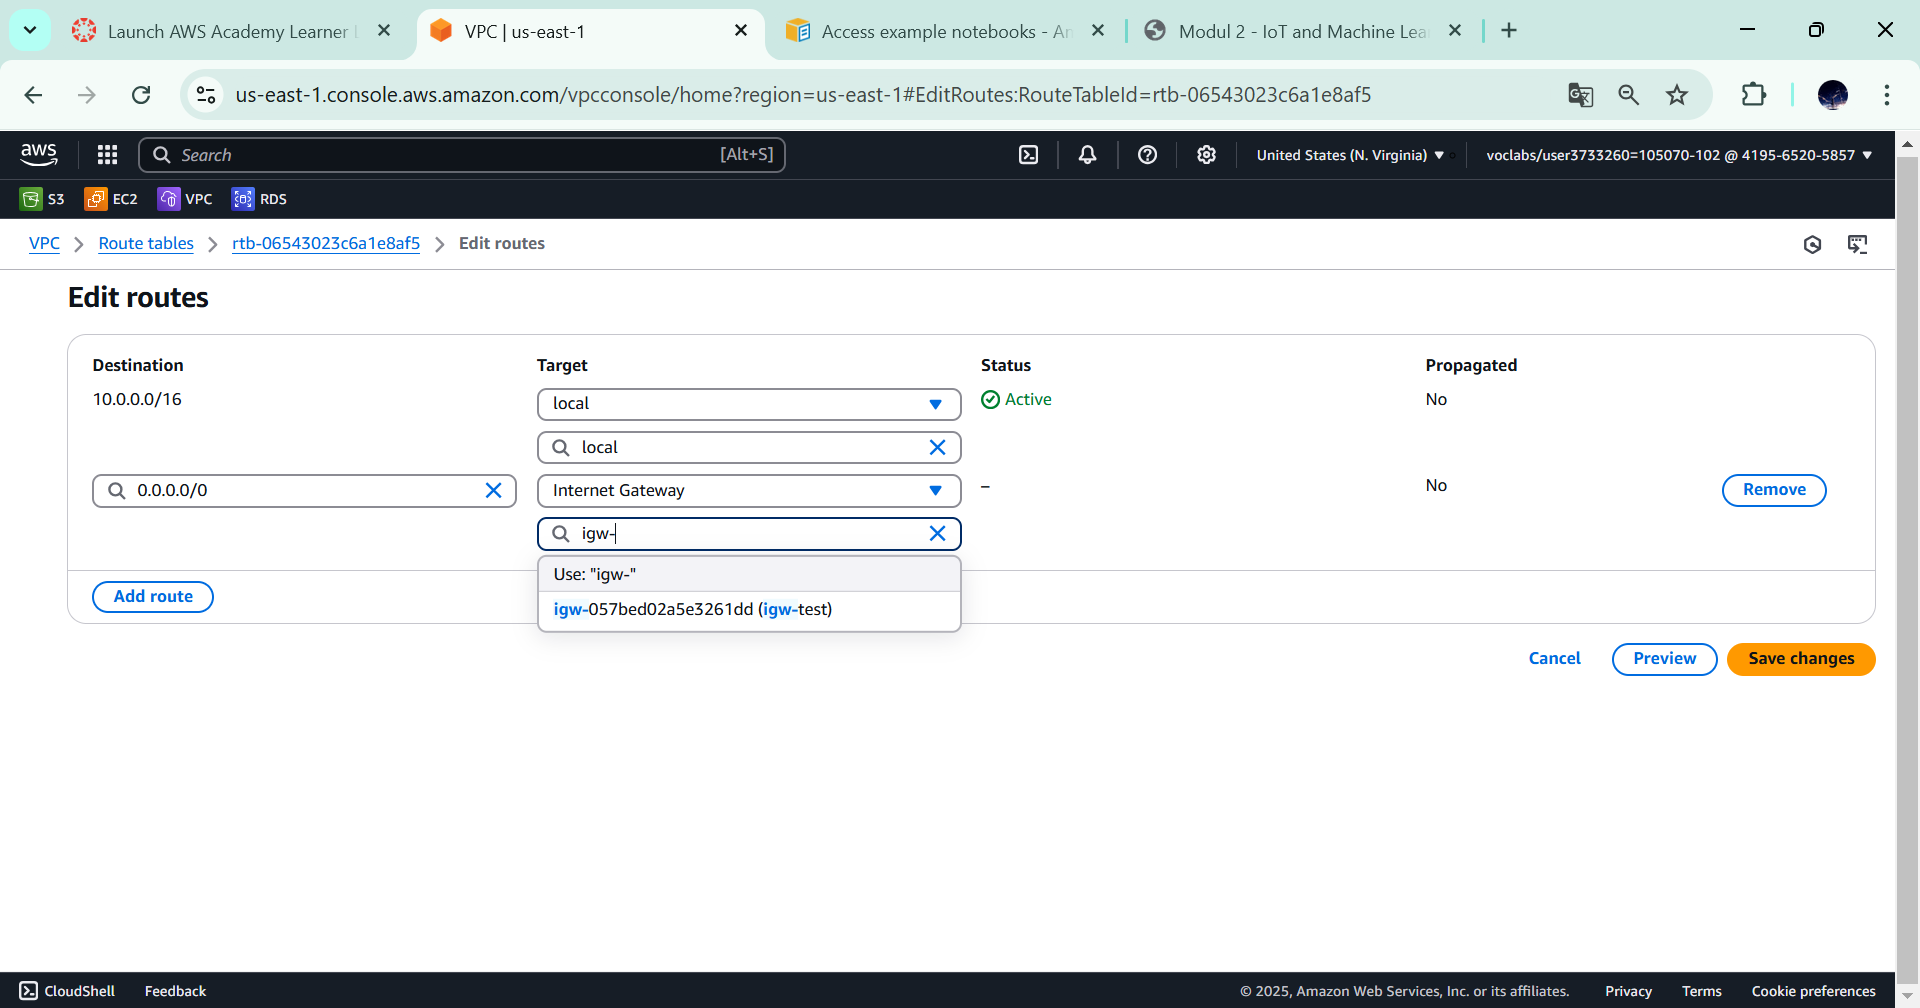 Launch AWS Academy Learner L
VPC | us-east-1
Access example notebooks - Am
Modul 2 - IoT and Machine Lea
us-east-1.console.aws.amazon.com/vpcconsole/home?region=us-east-1#EditRoutes:RouteTableId=rtb-06543023c6a1e8af5
aws
Search
[Alt+S]
United States (N. Virginia)
voclabs/user3733260=105070-102 @ 4195-6520-5857
S3
EC2
VPC
RDS
VPC
Route tables
rtb-06543023c6a1e8af5
Edit routes
Edit routes
Destination
Target
Status
Propagated
10.0.0.0/16
local
Active
No
local
0.0.0.0/0
Internet Gateway
–
No
Remove
igw-
Use: "igw-"
igw-057bed02a5e3261dd (igw-test)
Add route
Cancel
Preview
Save changes
CloudShell
Feedback
© 2025, Amazon Web Services, Inc. or its affiliates.
Privacy
Terms
Cookie preferences